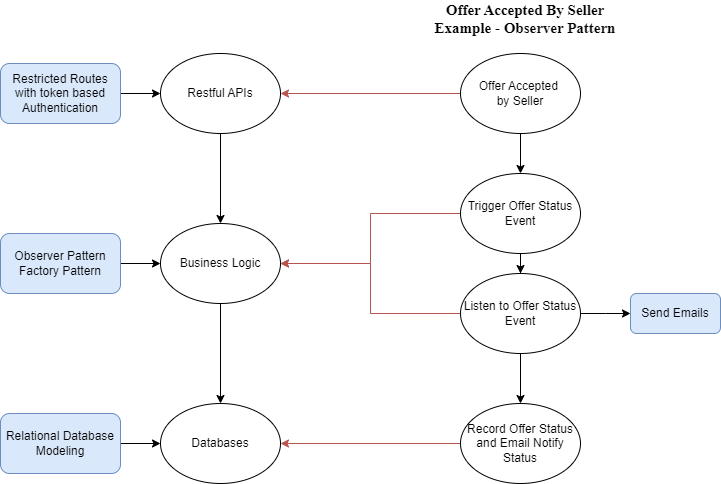 Offer Accepted By Seller
Example - Observer Pattern
Restricted Routes
with token based
Authentication
Restful APIs
Offer Accepted
by Seller
Trigger Offer Status
Event
Observer Pattern
Factory Pattern
Business Logic
Listen to Offer Status
Event
Send Emails
Relational Database
Modeling
Databases
Record Offer Status
and Email Notify
Status